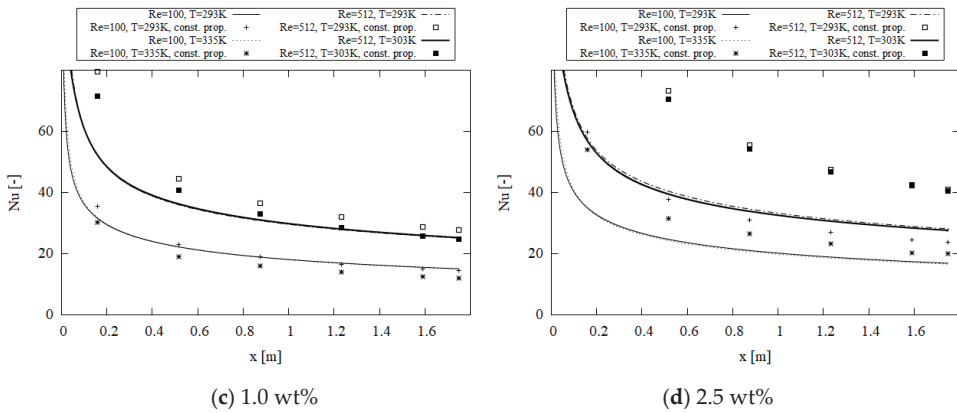 Re=100, T=293K
Re=512, T=293K
Re=100, T=293K, const. prop.
Re=512, T=293K, const. prop.
Re=100, T=335K
Re=512, T=303K
Re=100, T=335K, const. prop.
Re=512, T=303K, const. prop.
60
40
20
0
Nu [-]
0 0.2 0.4 0.6 0.8 1 1.2 1.4 1.6
x [m]
(c) 1.0 wt%
Re=100, T=293K
Re=512, T=293K
Re=100, T=293K, const. prop.
Re=512, T=293K, const. prop.
Re=100, T=335K
Re=512, T=303K
Re=100, T=335K, const. prop.
Re=512, T=303K, const. prop.
60
40
20
0
Nu [-]
0 0.2 0.4 0.6 0.8 1 1.2 1.4 1.6
x [m]
(d) 2.5 wt%